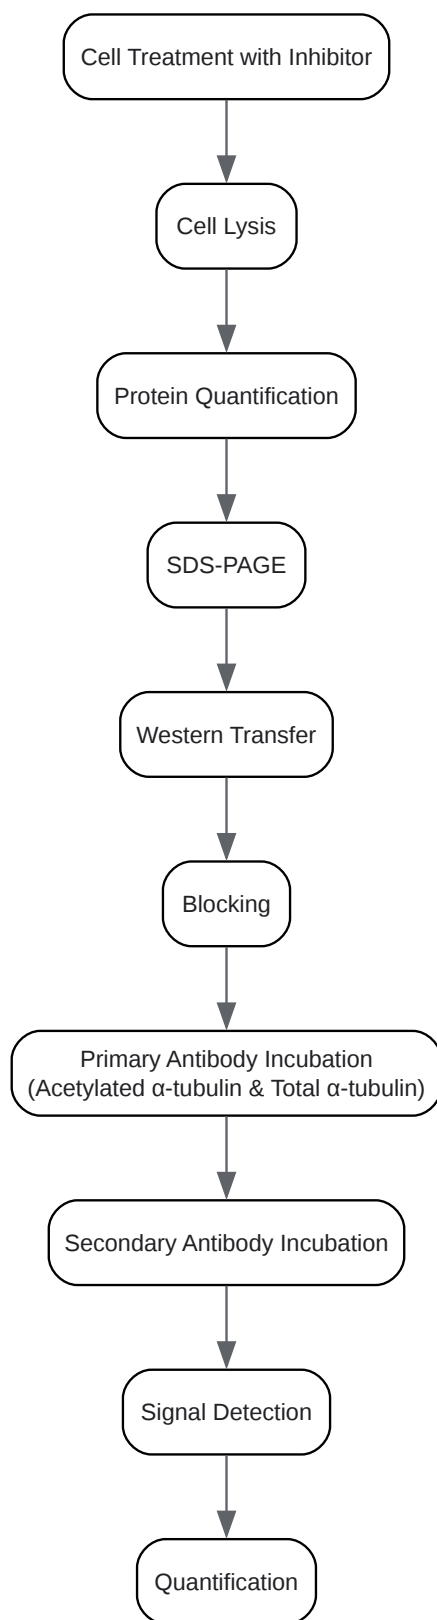 Cell Treatment with Inhibitor
Cell Lysis
Protein Quantification
SDS-PAGE
Western Transfer
Blocking
Primary Antibody Incubation
(Acetylated α-tubulin & Total α-tubulin)
Secondary Antibody Incubation
Signal Detection
Quantification